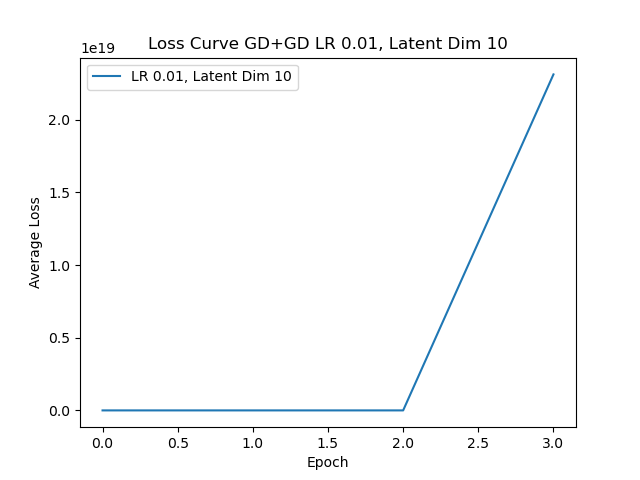 Loss Curve GD+GD LR 0.01, Latent Dim 10
1e19
LR 0.01, Latent Dim 10
2.0
1.5
1.0
0.5
0.0
Average Loss
0.0 0.5 1.0 1.5 2.0 2.5 3.0
Epoch